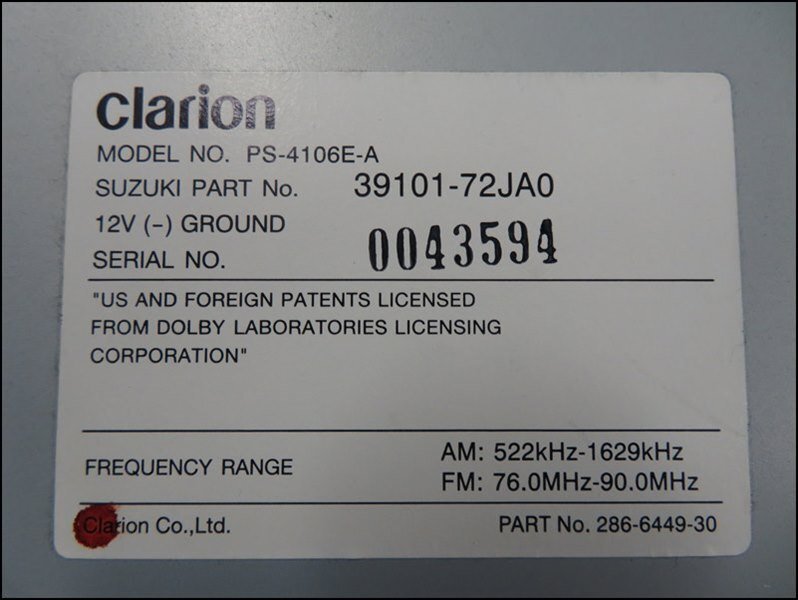 clarion
MODEL NO. PS-4106E-A
SUZUKI PART No. 39101-72JA0
12V (−) GROUND
SERIAL NO. 0043594
"US AND FOREIGN PATENTS LICENSED
FROM DOLBY LABORATORIES LICENSING
CORPORATION"
FREQUENCY RANGE
AM: 522kHz-1629kHz
FM: 76.0MHz-90.0MHz
Clarion Co.,Ltd. PART No. 286-6449-30